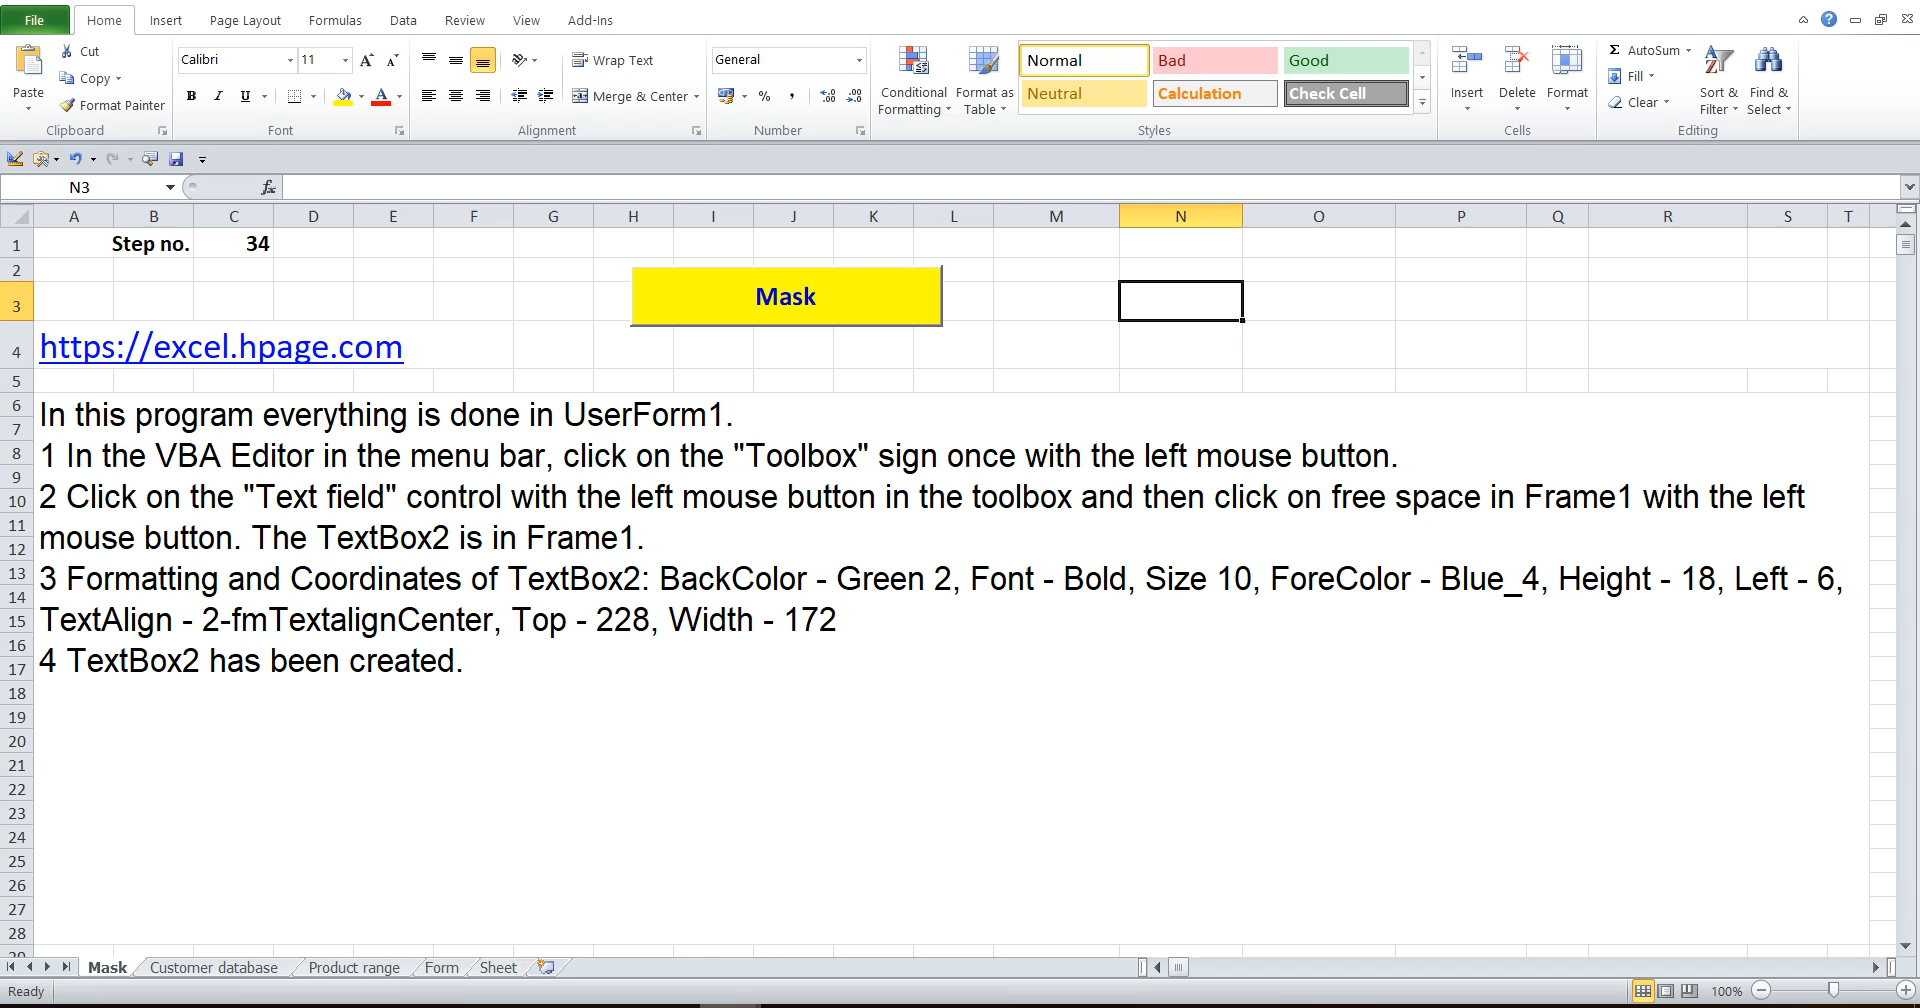 File Home Insert Page Layout Formulas Data Review View Add-Ins
Cut
Copy
Format Painter
Paste
Clipboard
Calibri 11
B I U
Font
Wrap Text
Merge & Center
Alignment
General
%
Number
Conditional Formatting
Format as Table
Normal Bad Good
Neutral Calculation Check Cell
Styles
Insert Delete Format
Cells
Σ AutoSum
Fill
Clear
Sort & Filter
Find & Select
Editing
N3 fx
A B C D E F G H I J K L M N O P Q R S T
1 Step no. 34
2
Mask
3
4 https://excel.hpage.com
5
6
7
8
9
10
11
12
13
14
15
16
17
18
19
20
21
22
23
24
25
26
27
28
29
In this program everything is done in UserForm1.
1 In the VBA Editor in the menu bar, click on the "Toolbox" sign once with the left mouse button.
2 Click on the "Text field" control with the left mouse button in the toolbox and then click on free space in Frame1 with the left
mouse button. The TextBox2 is in Frame1.
3 Formatting and Coordinates of TextBox2: BackColor - Green 2, Font - Bold, Size 10, ForeColor - Blue_4, Height - 18, Left - 6,
TextAlign - 2-fmTextalignCenter, Top - 228, Width - 172
4 TextBox2 has been created.
Mask Customer database Product range Form Sheet
Ready 100%